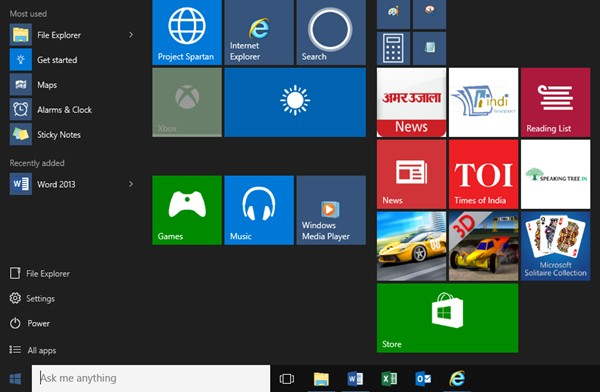 Most used
File Explorer
Get started
Maps
Alarms & Clock
Sticky Notes
Recently added
Word 2013
File Explorer
Settings
Power
All apps
Ask me anything
Project Spartan
Internet
Explorer
Search
Xbox
Games
Music
Windows
Media Player
अमर उजाला
News
Reading List
News
TOI
Times of India
SPEAKING TREE.IN
3D
Microsoft
Solitaire Collection
Store